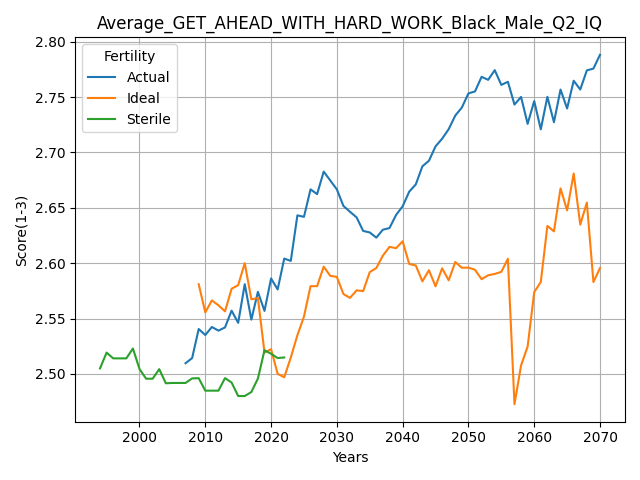 Average_GET_AHEAD_WITH_HARD_WORK_Black_Male_Q2_IQ
Fertility
Actual
Ideal
Sterile
Score(1-3)
2.80
2.75
2.70
2.65
2.60
2.55
2.50
2000 2010 2020 2030 2040 2050 2060 2070
Years